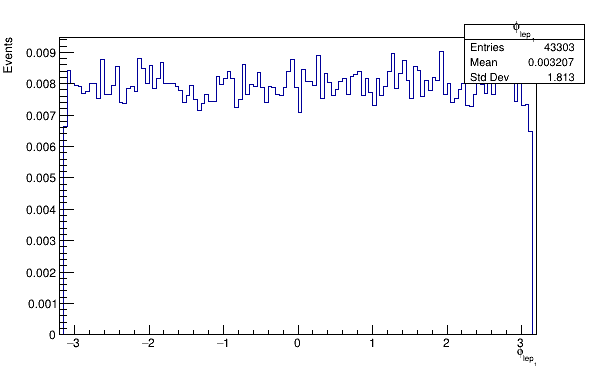 Events
ϕlep1
Entries 43303
Mean 0.003207
Std Dev 1.813
0.009
0.008
0.007
0.006
0.005
0.004
0.003
0.002
0.001
0
−3 −2 −1 0 1 2 3
ϕlep1